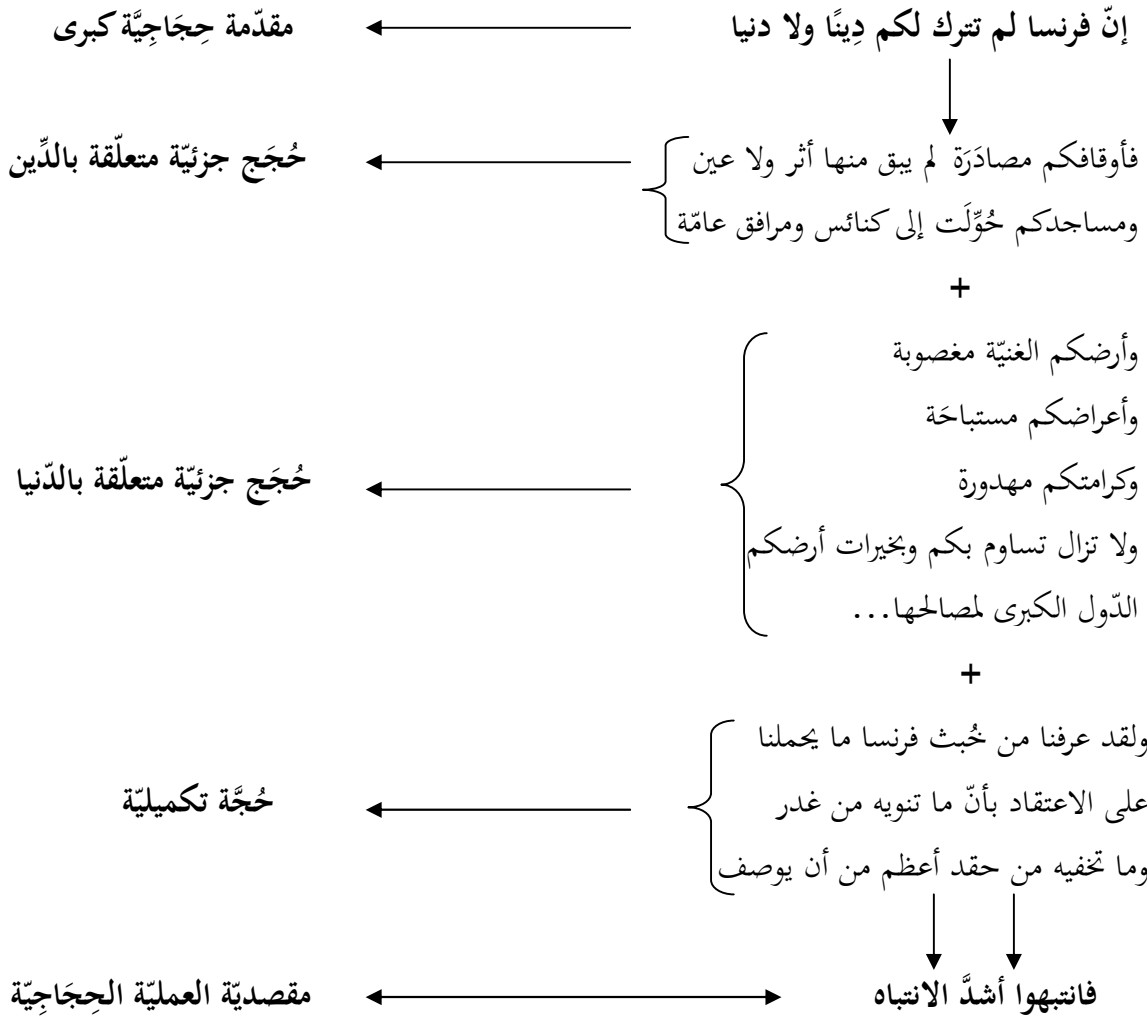 إنّ فرنسا لم تترك لكم دِينًا ولا دنيا
مقدّمة حِجَاجِيَّة كبرى
فأوقافكم مصادَرَة لم يبق منها أثر ولا عين
ومساجدكم حُوِّلَت إلى كنائس ومرافق عامّة
حُجَج جزئيّة متعلّقة بالدِّين
+
وأرضكم الغنيّة مغصوبة
وأعراضكم مستباحَة
وكرامتكم مهدورة
ولا تزال تساوم بكم وبخيرات أرضكم
الدّول الكبرى لمصالحها...
حُجَج جزئيّة متعلّقة بالدّنيا
+
ولقد عرفنا من خُبث فرنسا ما يحملنا
على الاعتقاد بأنّ ما تنويه من غدر
وما تخفيه من حقد أعظم من أن يوصف
حُجَّة تكميليّة
فانتبهوا أشدَّ الانتباه
مقصديّة العمليّة الحِجَاجِيّة